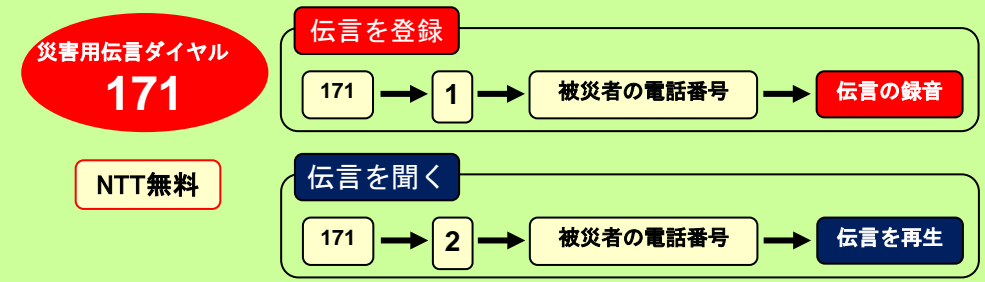 災害用伝言ダイヤル
171
NTT無料
伝言を登録
171
1
被災者の電話番号
伝言の録音
伝言を聞く
171
2
被災者の電話番号
伝言を再生